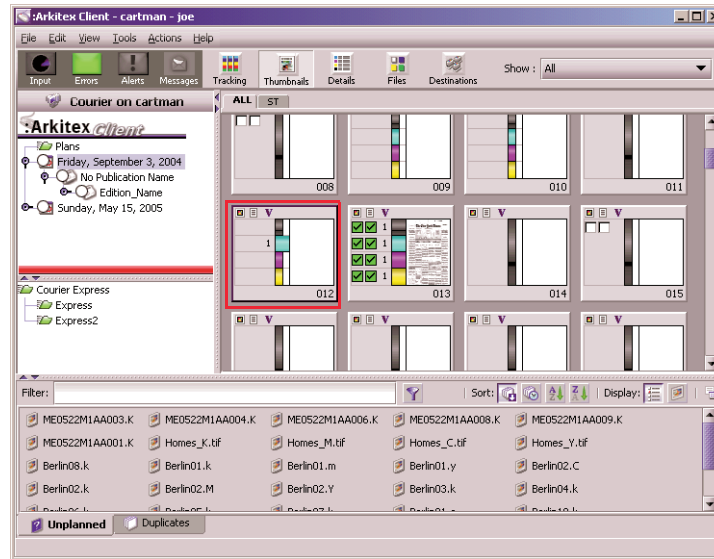 :Arkitex Client - cartman - joe
File Edit View Tools Actions Help
Input Errors Alerts Messages Tracking Thumbnails Details Files Destinations Show : All
Courier on cartman
ALL ST
:Arkitex Client
Plans
Friday, September 3, 2004
No Publication Name
Edition_Name
Sunday, May 15, 2005
008 009 010 011
V V V V
1 1
012 013 014 015
Courier Express
Express
Express2
V V V V
Filter: Sort: Display:
ME0522M1AA003.K ME0522M1AA004.K ME0522M1AA006.K ME0522M1AA008.K ME0522M1AA009.K
ME0522M1AA001.K Homes_K.tif Homes_M.tif Homes_C.tif Homes_Y.tif
Berlin08.k Berlin01.k Berlin01.m Berlin01.y Berlin02.C
Berlin02.k Berlin02.M Berlin02.Y Berlin03.k Berlin04.k
Unplanned Duplicates